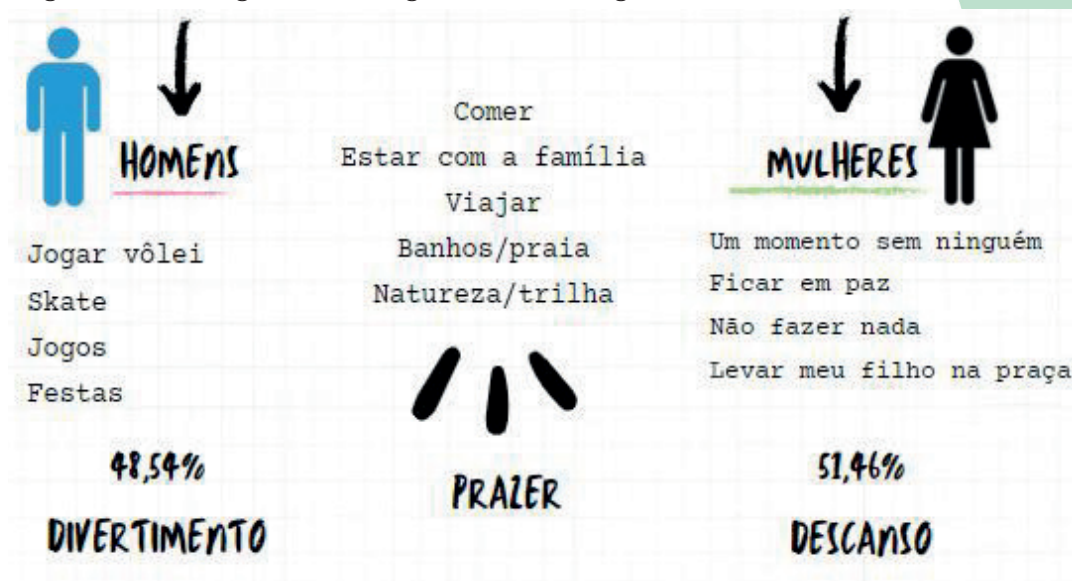 HOMENS
Jogar vôlei
Skate
Jogos
Festas
48,54%
DIVERTIMENTO
Comer
Estar com a família
Viajar
Banhos/praia
Natureza/trilha
PRAZER
MULHERES
Um momento sem ninguém
Ficar em paz
Não fazer nada
Levar meu filho na praça
51,46%
DESCANSO